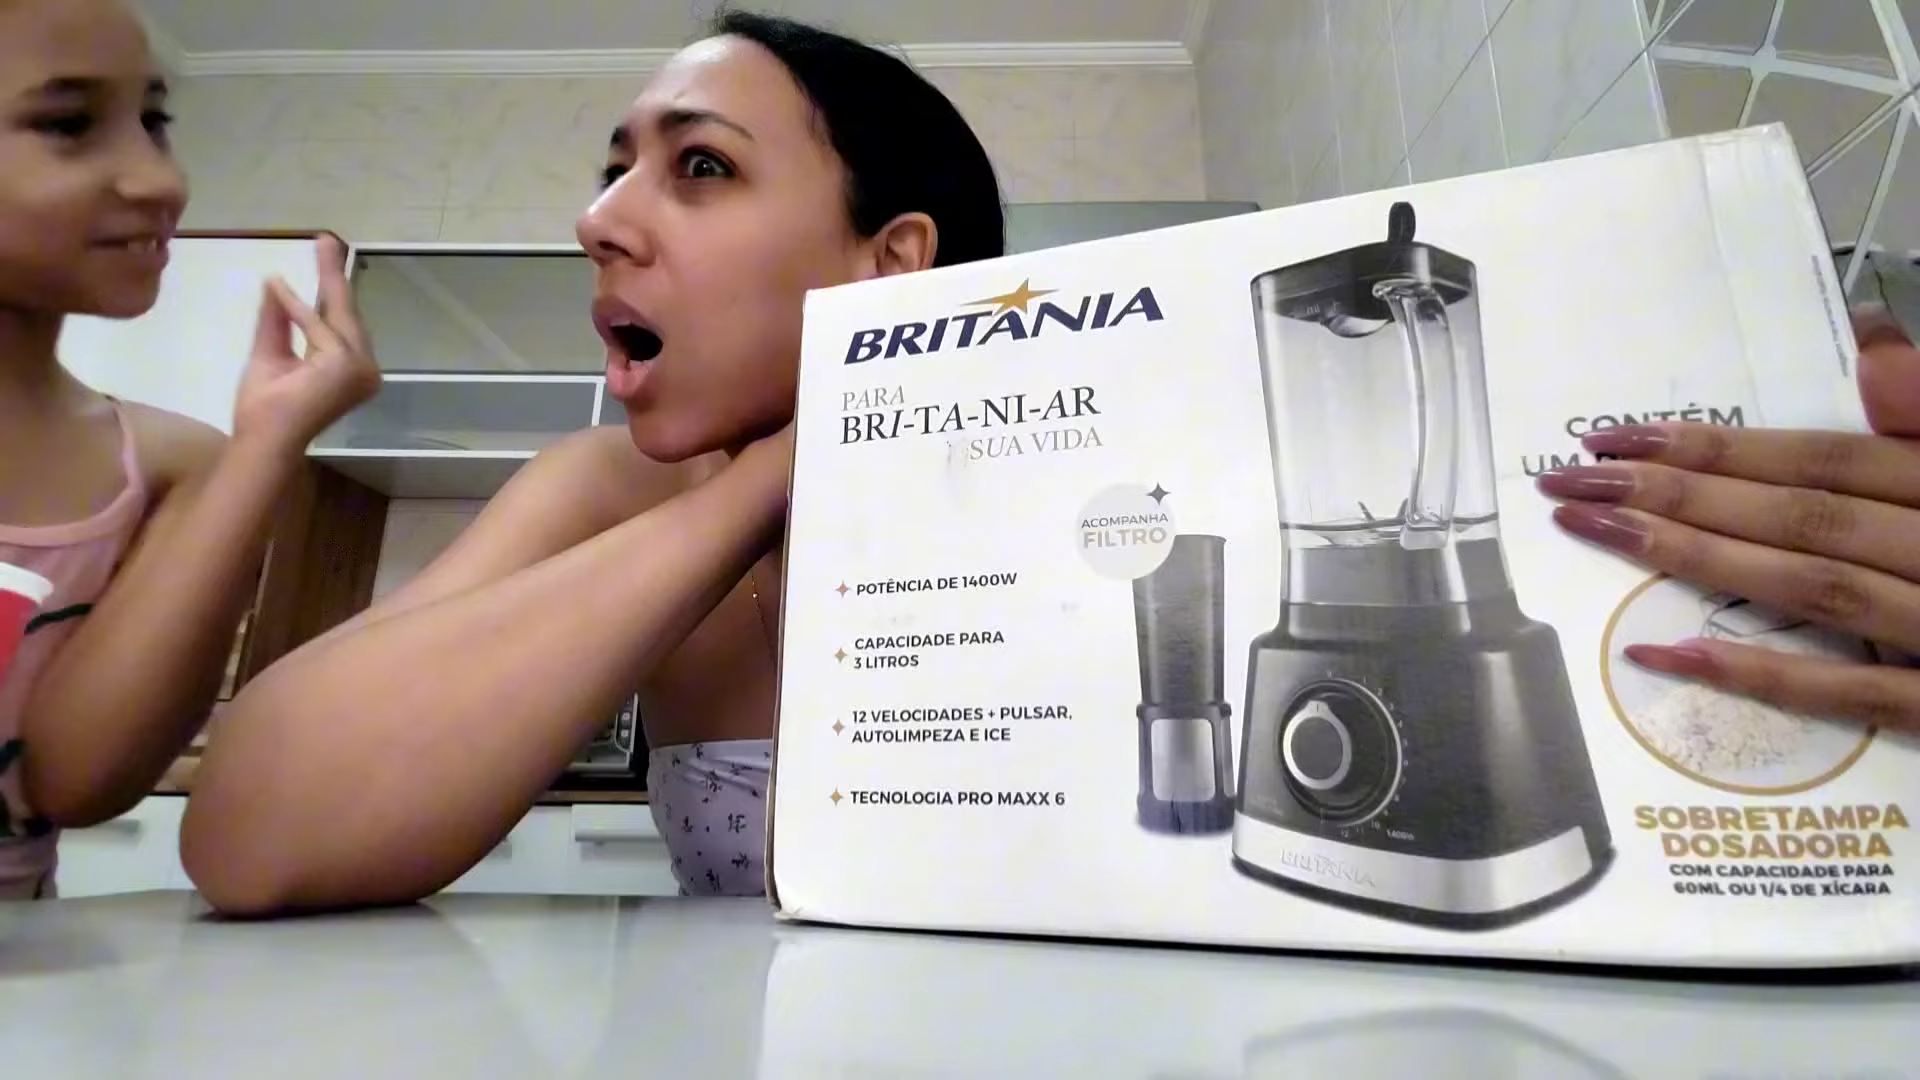 BRITANIA
PARA
BRI-TA-NI-AR
SUA VIDA
ACOMPANHA
FILTRO
POTÊNCIA DE 1400W
CAPACIDADE PARA
3 LITROS
12 VELOCIDADES + PULSAR,
AUTOLIMPEZA E ICE
TECNOLOGIA PRO MAXX 6
BRITANIA
1400W
CONTÉM
UM
SOBRETAMPA
DOSADORA
COM CAPACIDADE PARA
60ML OU 1/4 DE XÍCARA